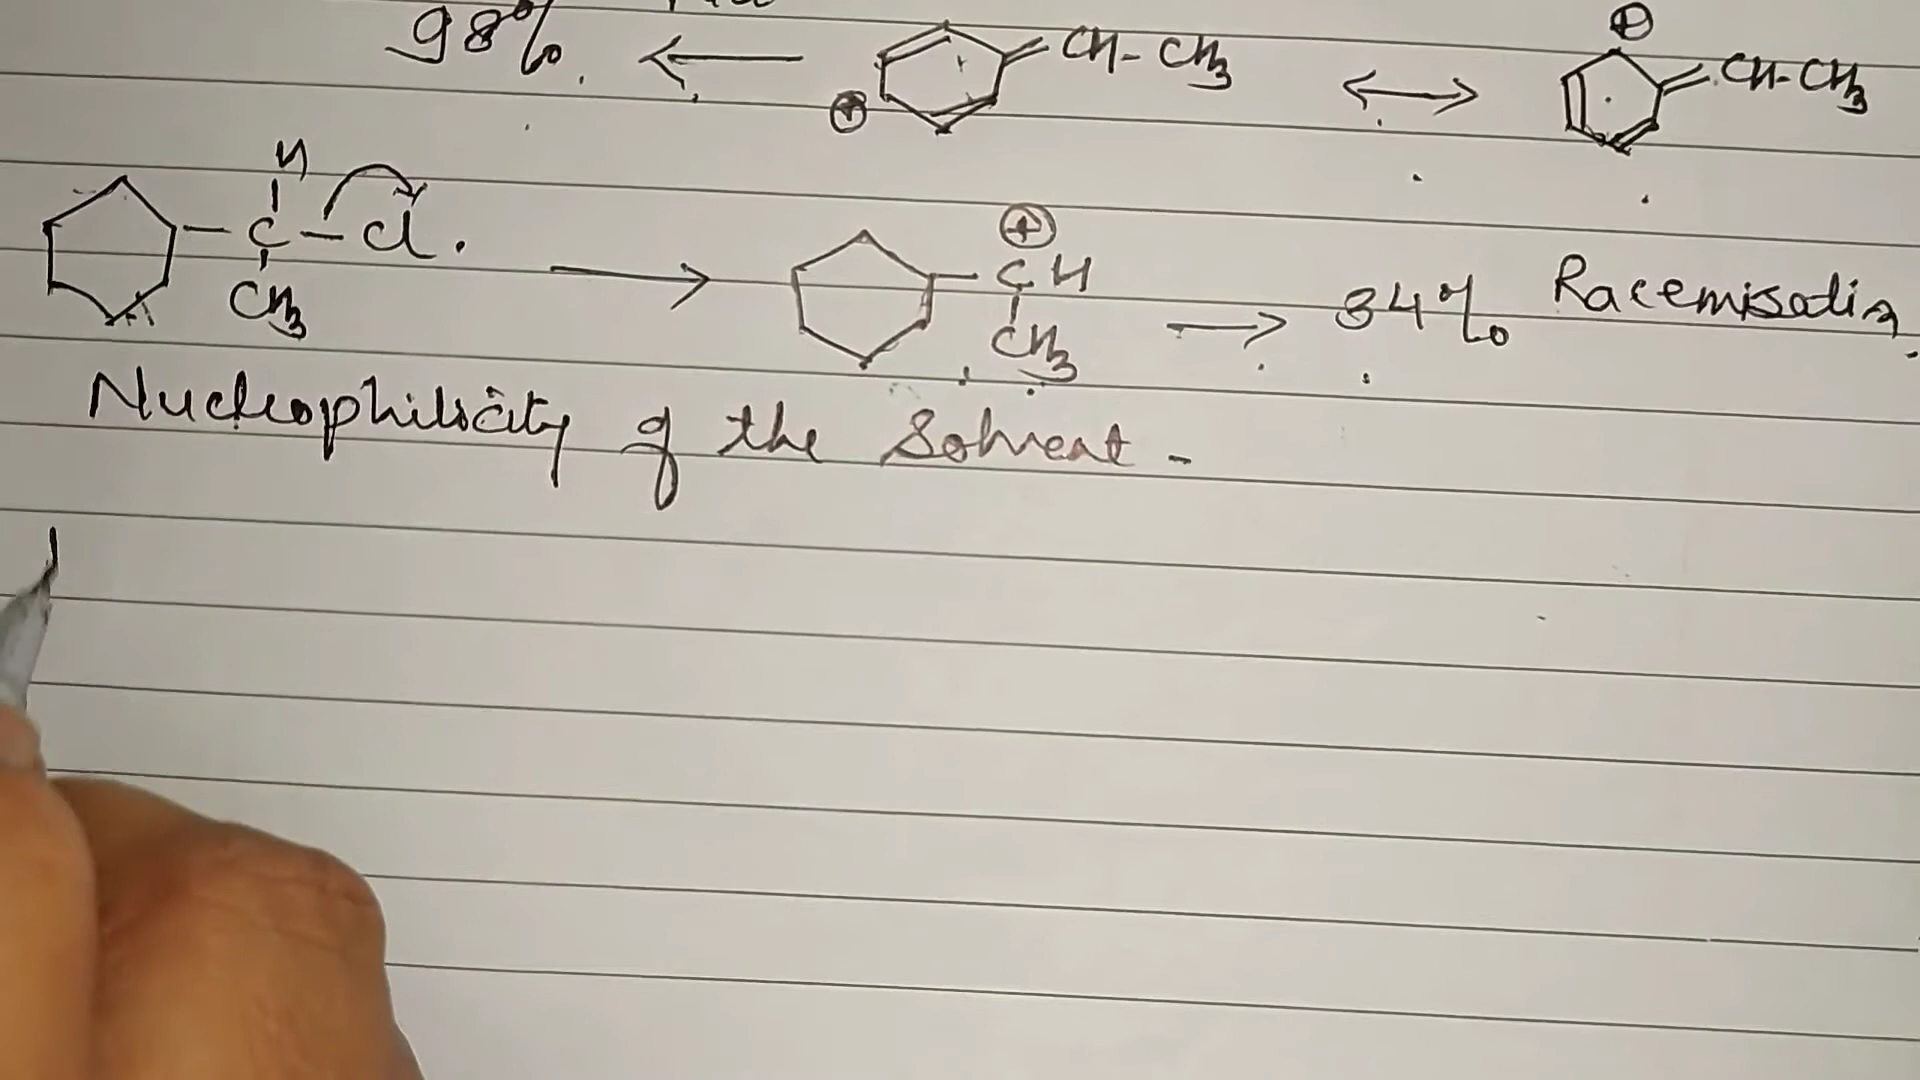 98%. ← ⊕ =CH-CH3 ↔ ⊕ =CH-CH3
H
-C-Cl. → ⊕ -CH → 34% Racemisation
CH3 CH3
Nucleophilicity of the Solvent -